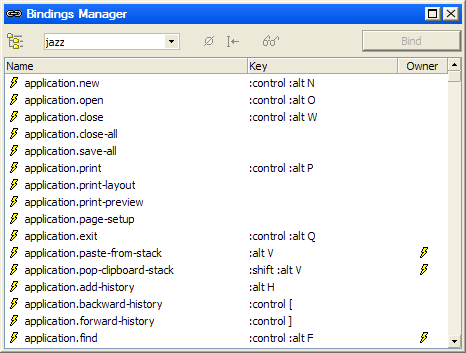 Bindings Manager
jazz Bind
Name Key Owner
application.new :control :alt N
application.open :control :alt O
application.close :control :alt W
application.close-all
application.save-all
application.print :control :alt P
application.print-layout
application.print-preview
application.page-setup
application.exit :control :alt Q
application.paste-from-stack :alt V
application.pop-clipboard-stack :shift :alt V
application.add-history :alt H
application.backward-history :control [
application.forward-history :control ]
application.find :control :alt F